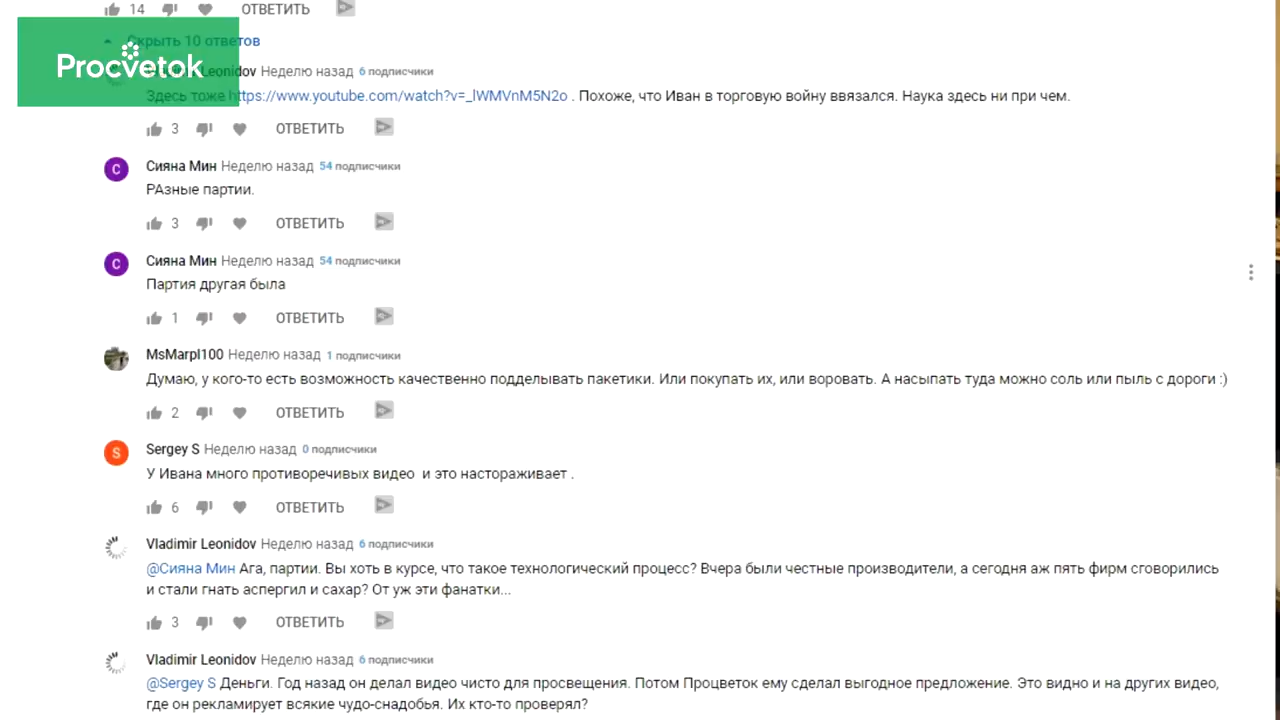 14 ОТВЕТИТЬ
Скрыть 10 ответов
Procvetok
Leonidov Неделю назад 6 подписчики
Здесь тоже https://www.youtube.com/watch?v=_lWMVnM5N2o . Похоже, что Иван в торговую войну ввязался. Наука здесь ни при чем.
3 ОТВЕТИТЬ
С
Сияна Мин Неделю назад 54 подписчики
РАзные партии.
3 ОТВЕТИТЬ
С
Сияна Мин Неделю назад 54 подписчики
Партия другая была
1 ОТВЕТИТЬ
MsMarpl100 Неделю назад 1 подписчики
Думаю, у кого-то есть возможность качественно подделывать пакетики. Или покупать их, или воровать. А насыпать туда можно соль или пыль с дороги :)
2 ОТВЕТИТЬ
S
Sergey S Неделю назад 0 подписчики
У Ивана много противоречивых видео и это настораживает .
6 ОТВЕТИТЬ
Vladimir Leonidov Неделю назад 6 подписчики
@Сияна Мин Ага, партии. Вы хоть в курсе, что такое технологический процесс? Вчера были честные производители, а сегодня аж пять фирм сговорились
и стали гнать аспергил и сахар? От уж эти фанатки...
3 ОТВЕТИТЬ
Vladimir Leonidov Неделю назад 6 подписчики
@Sergey S Деньги. Год назад он делал видео чисто для просвещения. Потом Процветок ему сделал выгодное предложение. Это видно и на других видео,
где он рекламирует всякие чудо-снадобья. Их кто-то проверял?